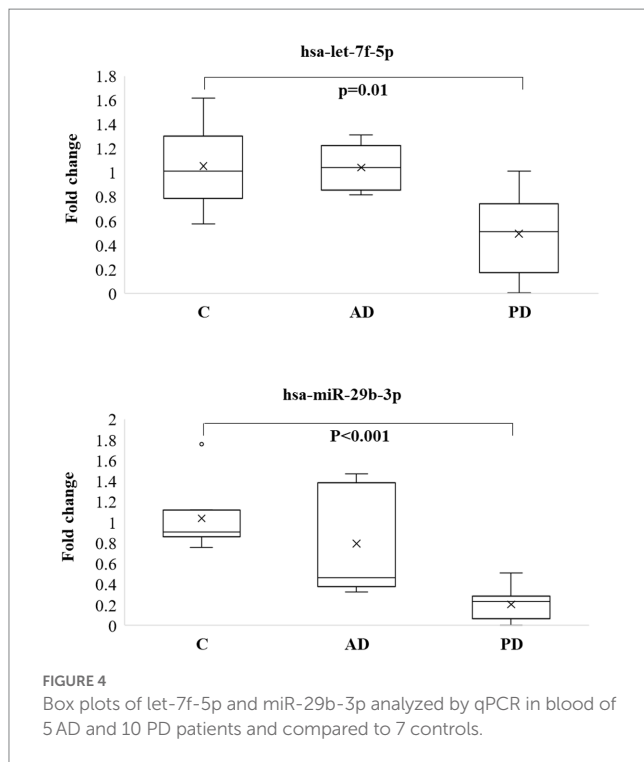 hsa-let-7f-5p
p=0.01
Fold change
1.8
1.6
1.4
1.2
1
0.8
0.6
0.4
0.2
0
C AD PD
hsa-miR-29b-3p
P<0.001
Fold change
2
1.8
1.6
1.4
1.2
1
0.8
0.6
0.4
0.2
0
C AD PD
FIGURE 4
Box plots of let-7f-5p and miR-29b-3p analyzed by qPCR in blood of
5 AD and 10 PD patients and compared to 7 controls.